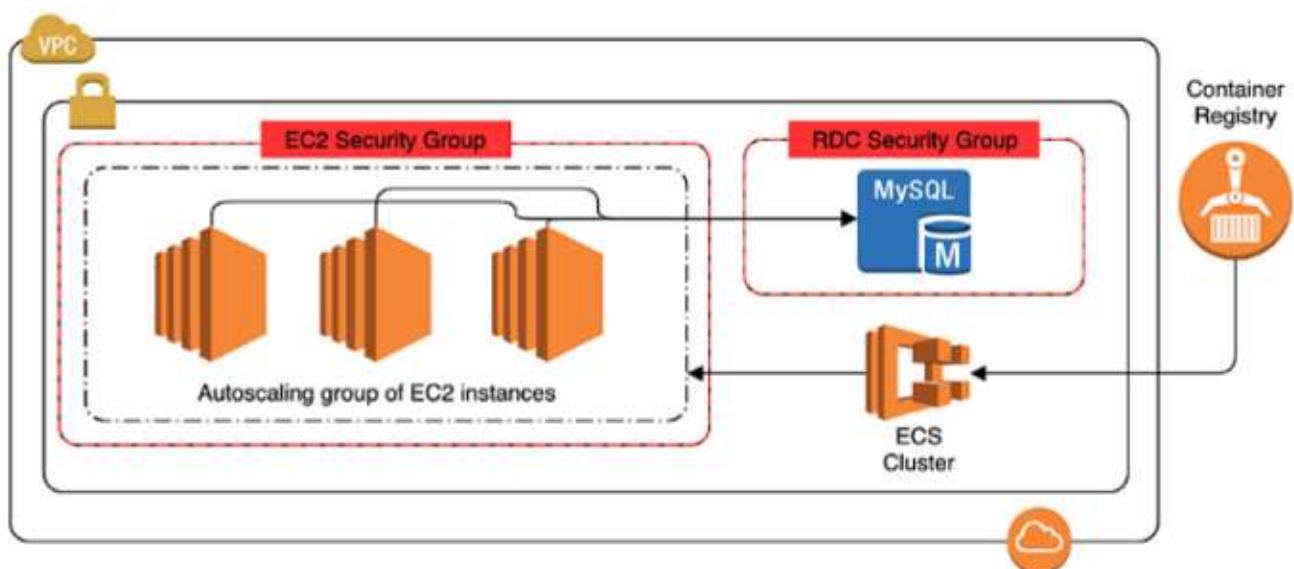 VPC
Container
Registry
EC2 Security Group
RDC Security Group
MySQL
M
Autoscaling group of EC2 instances
ECS
Cluster